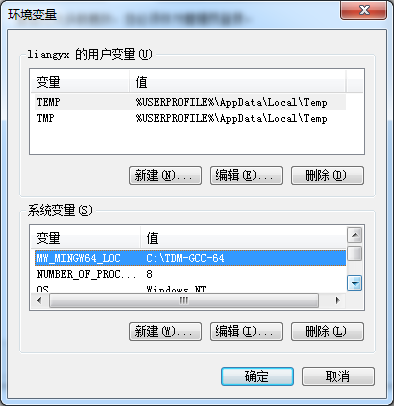 环境变量
liangyx 的用户变量(U)
变量 值
TEMP %USERPROFILE%\AppData\Local\Temp
TMP %USERPROFILE%\AppData\Local\Temp
新建(N)... 编辑(E)... 删除(D)
系统变量(S)
变量 值
MW_MINGW64_LOC C:\TDM-GCC-64
NUMBER_OF_PROC... 8
OS Windows_NT
新建(W)... 编辑(I)... 删除(L)
确定 取消